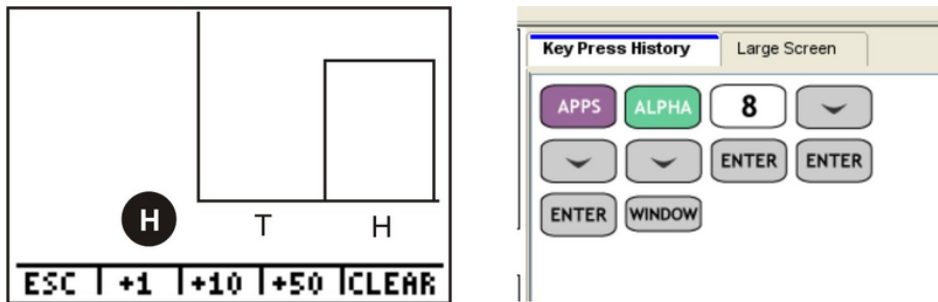 H T H
ESC +1 +10 +50 CLEAR
Key Press History Large Screen
APPS ALPHA 8
ENTER ENTER
ENTER WINDOW